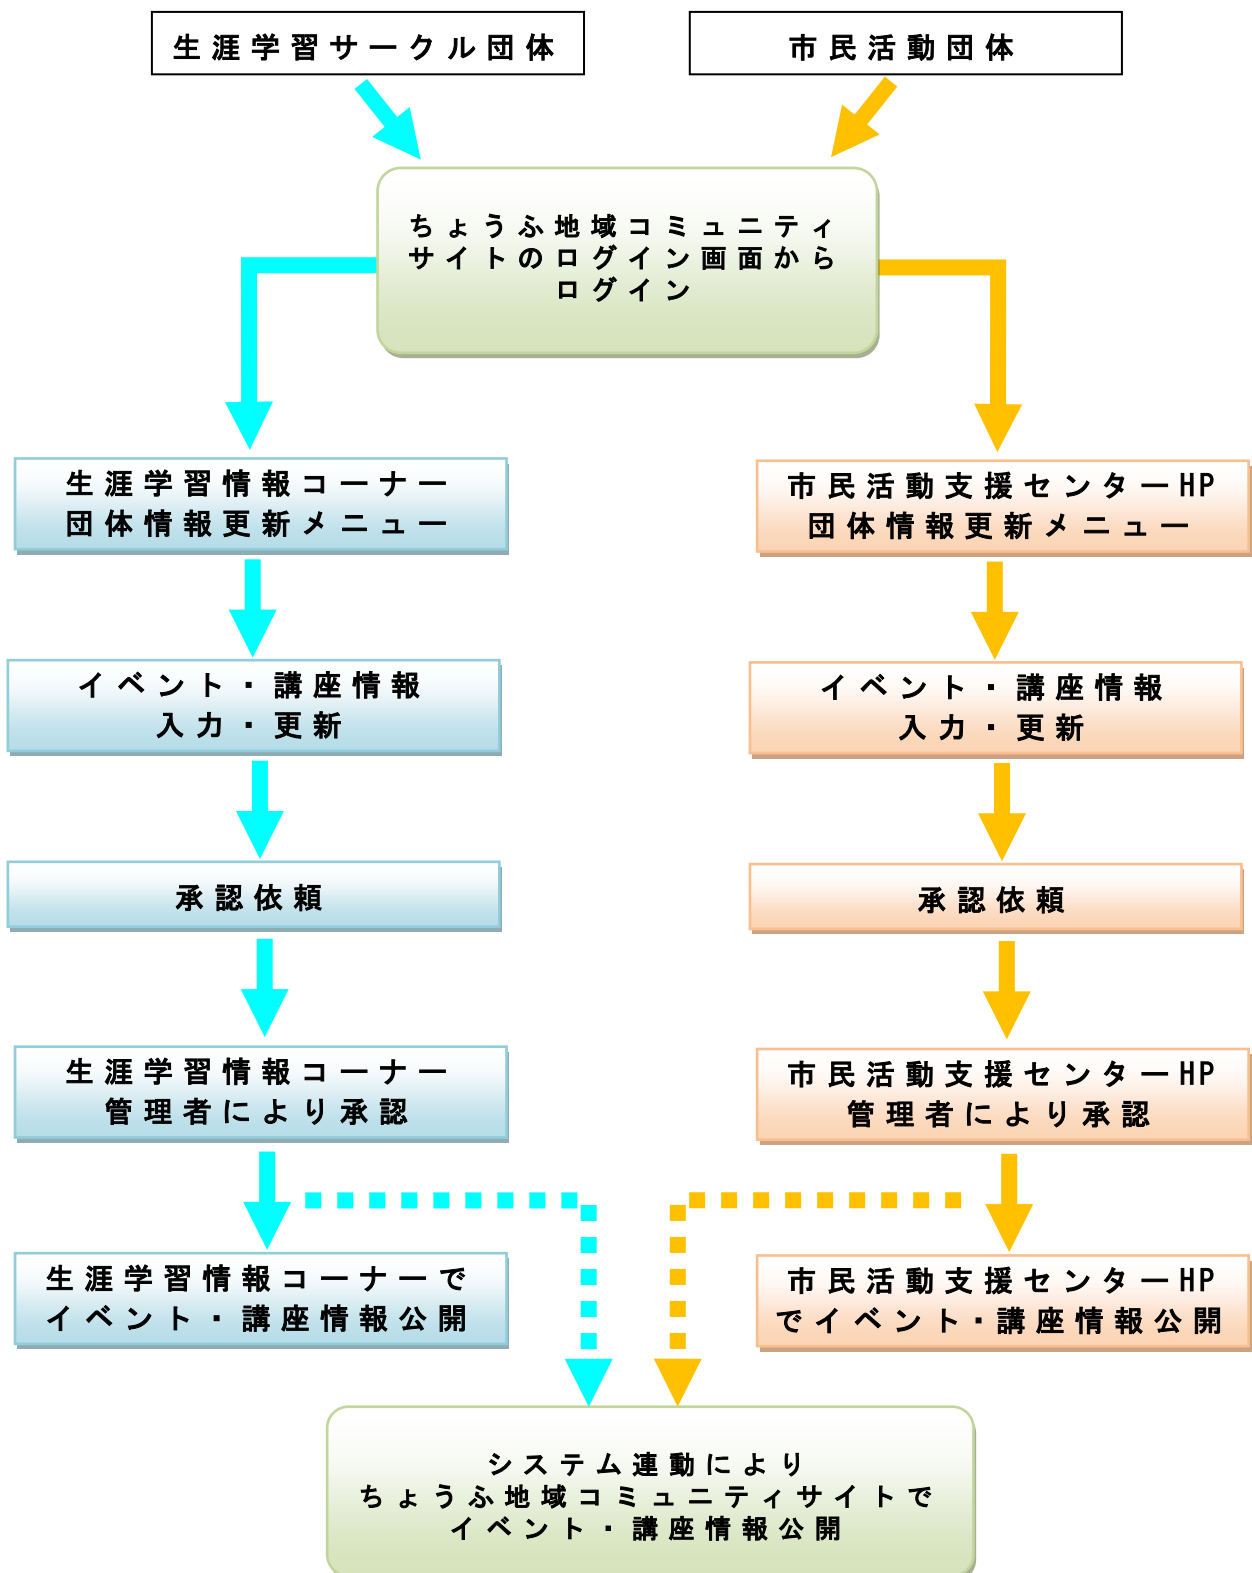 生涯学習サークル団体
市民活動団体
ちょうふ地域コミュニティ
サイトのログイン画面から
ログイン
生涯学習情報コーナー
団体情報更新メニュー
市民活動支援センターHP
団体情報更新メニュー
イベント・講座情報
入力・更新
イベント・講座情報
入力・更新
承認依頼
承認依頼
生涯学習情報コーナー
管理者により承認
市民活動支援センターHP
管理者により承認
生涯学習情報コーナーで
イベント・講座情報公開
市民活動支援センターHP
でイベント・講座情報公開
システム連動により
ちょうふ地域コミュニティサイトで
イベント・講座情報公開